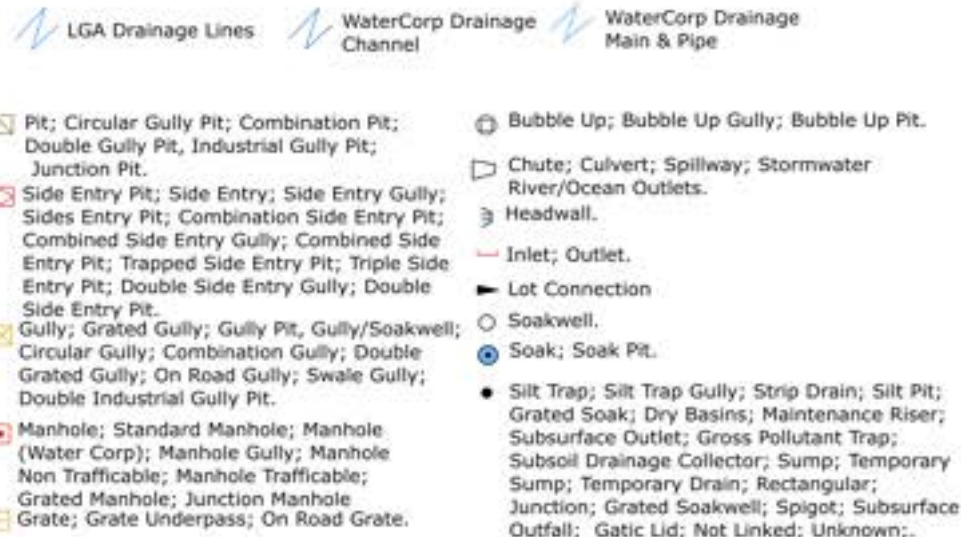 LGA Drainage Lines
WaterCorp Drainage
Channel
WaterCorp Drainage
Main & Pipe
Pit; Circular Gully Pit; Combination Pit;
Double Gully Pit, Industrial Gully Pit;
Junction Pit.
Side Entry Pit; Side Entry; Side Entry Gully;
Sides Entry Pit; Combination Side Entry Pit;
Combined Side Entry Gully; Combined Side
Entry Pit; Trapped Side Entry Pit; Triple Side
Entry Pit; Double Side Entry Gully; Double
Side Entry Pit.
Gully; Grated Gully; Gully Pit, Gully/Soakwell;
Circular Gully; Combination Gully; Double
Grated Gully; On Road Gully; Swale Gully;
Double Industrial Gully Pit.
Manhole; Standard Manhole; Manhole
(Water Corp); Manhole Gully; Manhole
Non Trafficable; Manhole Trafficable;
Grated Manhole; Junction Manhole
Grate; Grate Underpass; On Road Grate.
Bubble Up; Bubble Up Gully; Bubble Up Pit.
Chute; Culvert; Spillway; Stormwater
River/Ocean Outlets.
Headwall.
Inlet; Outlet.
Lot Connection
Soakwell.
Soak; Soak Pit.
Silt Trap; Silt Trap Gully; Strip Drain; Silt Pit;
Grated Soak; Dry Basins; Maintenance Riser;
Subsurface Outlet; Gross Pollutant Trap;
Subsoil Drainage Collector; Sump; Temporary
Sump; Temporary Drain; Rectangular;
Junction; Grated Soakwell; Spigot; Subsurface
Outfall; Gatic Lid; Not Linked; Unknown;.